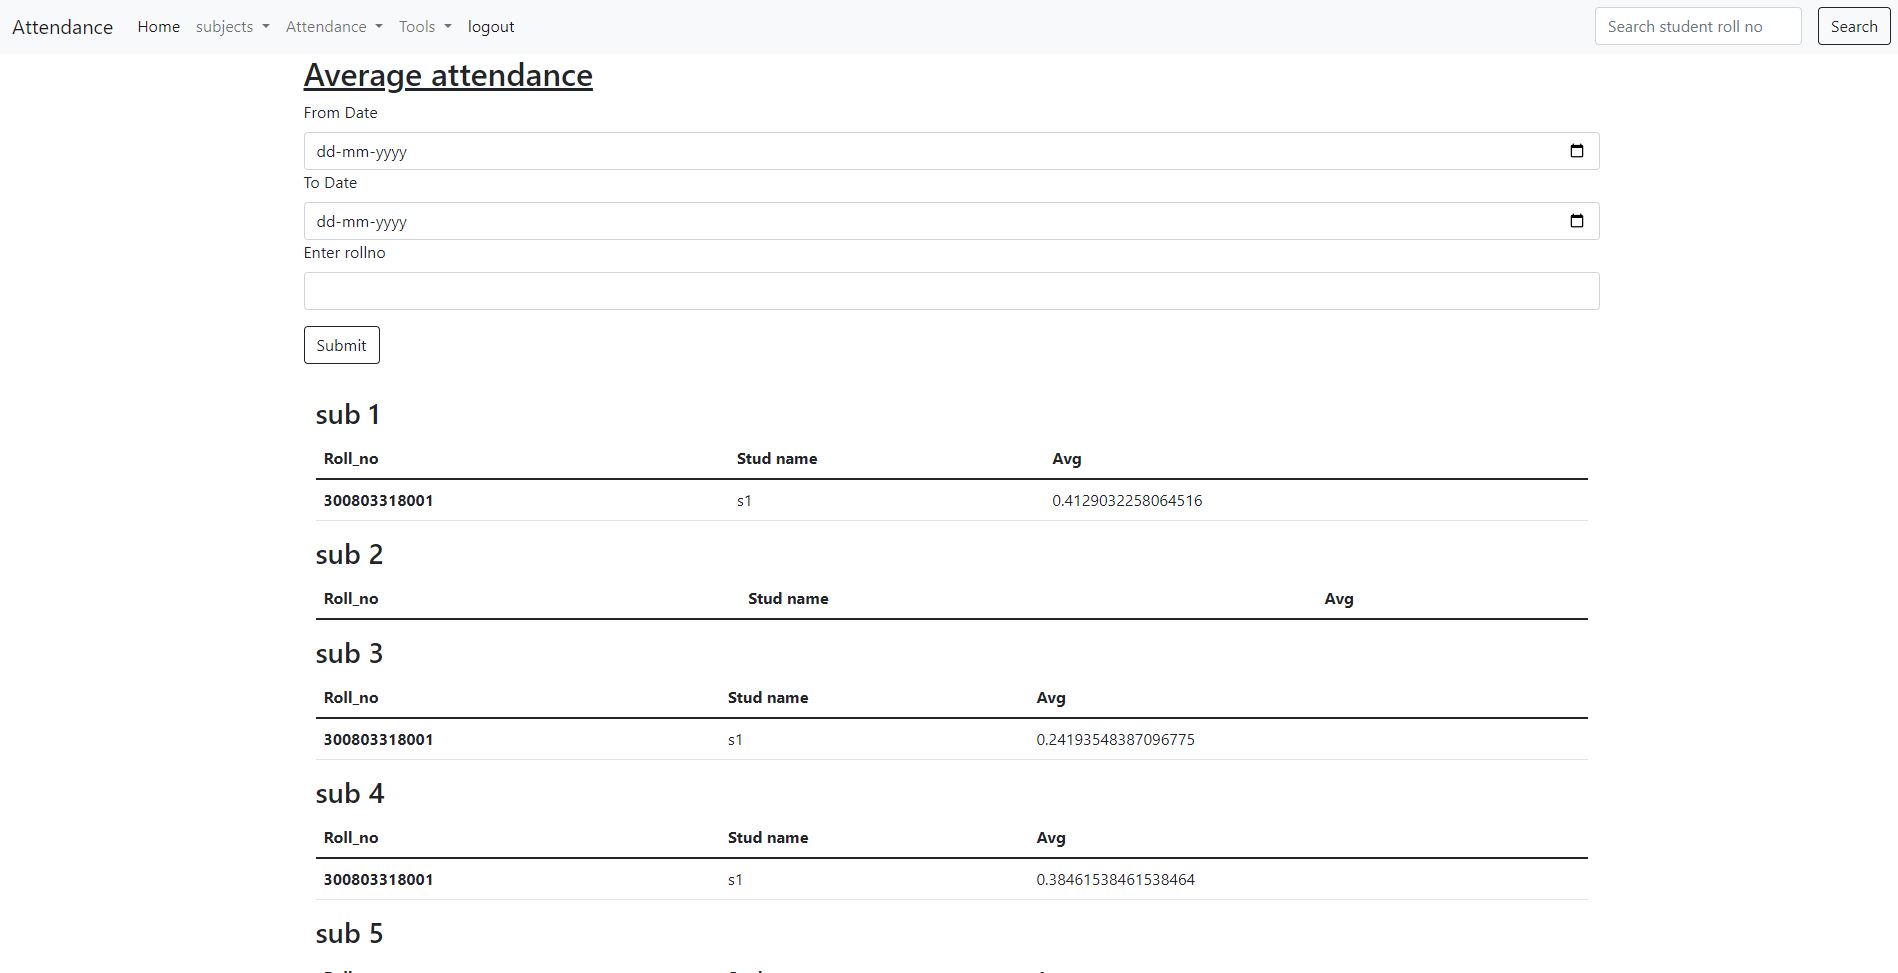 Attendance Home subjects Attendance Tools logout Search student roll no Search
Average attendance
From Date
dd-mm-yyyy
To Date
dd-mm-yyyy
Enter rollno
Submit
sub 1
Roll_no Stud name Avg
300803318001 s1 0.4129032258064516
sub 2
Roll_no Stud name Avg
sub 3
Roll_no Stud name Avg
300803318001 s1 0.24193548387096775
sub 4
Roll_no Stud name Avg
300803318001 s1 0.38461538461538464
sub 5